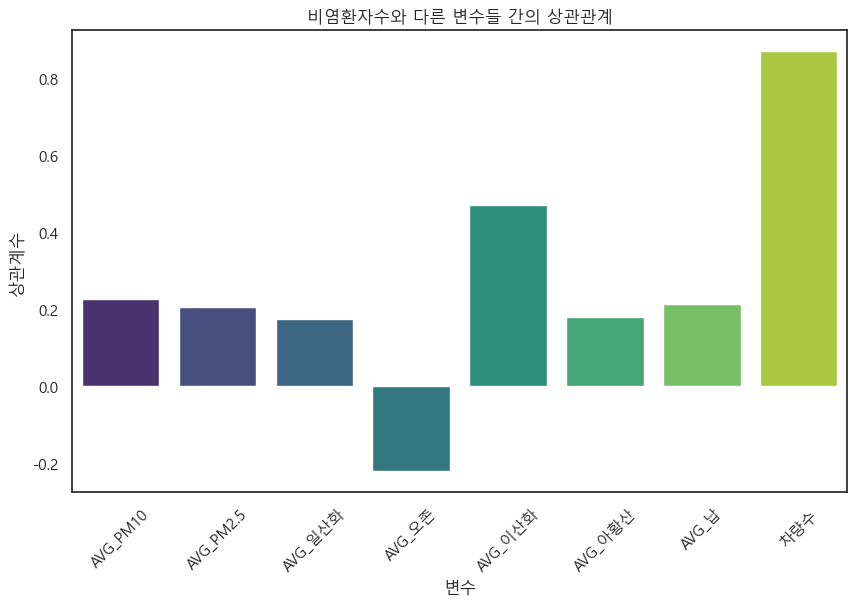 비염환자수와 다른 변수들 간의 상관관계
상관계수
0.8
0.6
0.4
0.2
0.0
-0.2
AVG_PM10
AVG_PM2.5
AVG_일산화
AVG_오존
AVG_이산화
AVG_아황산
AVG_납
차량수
변수